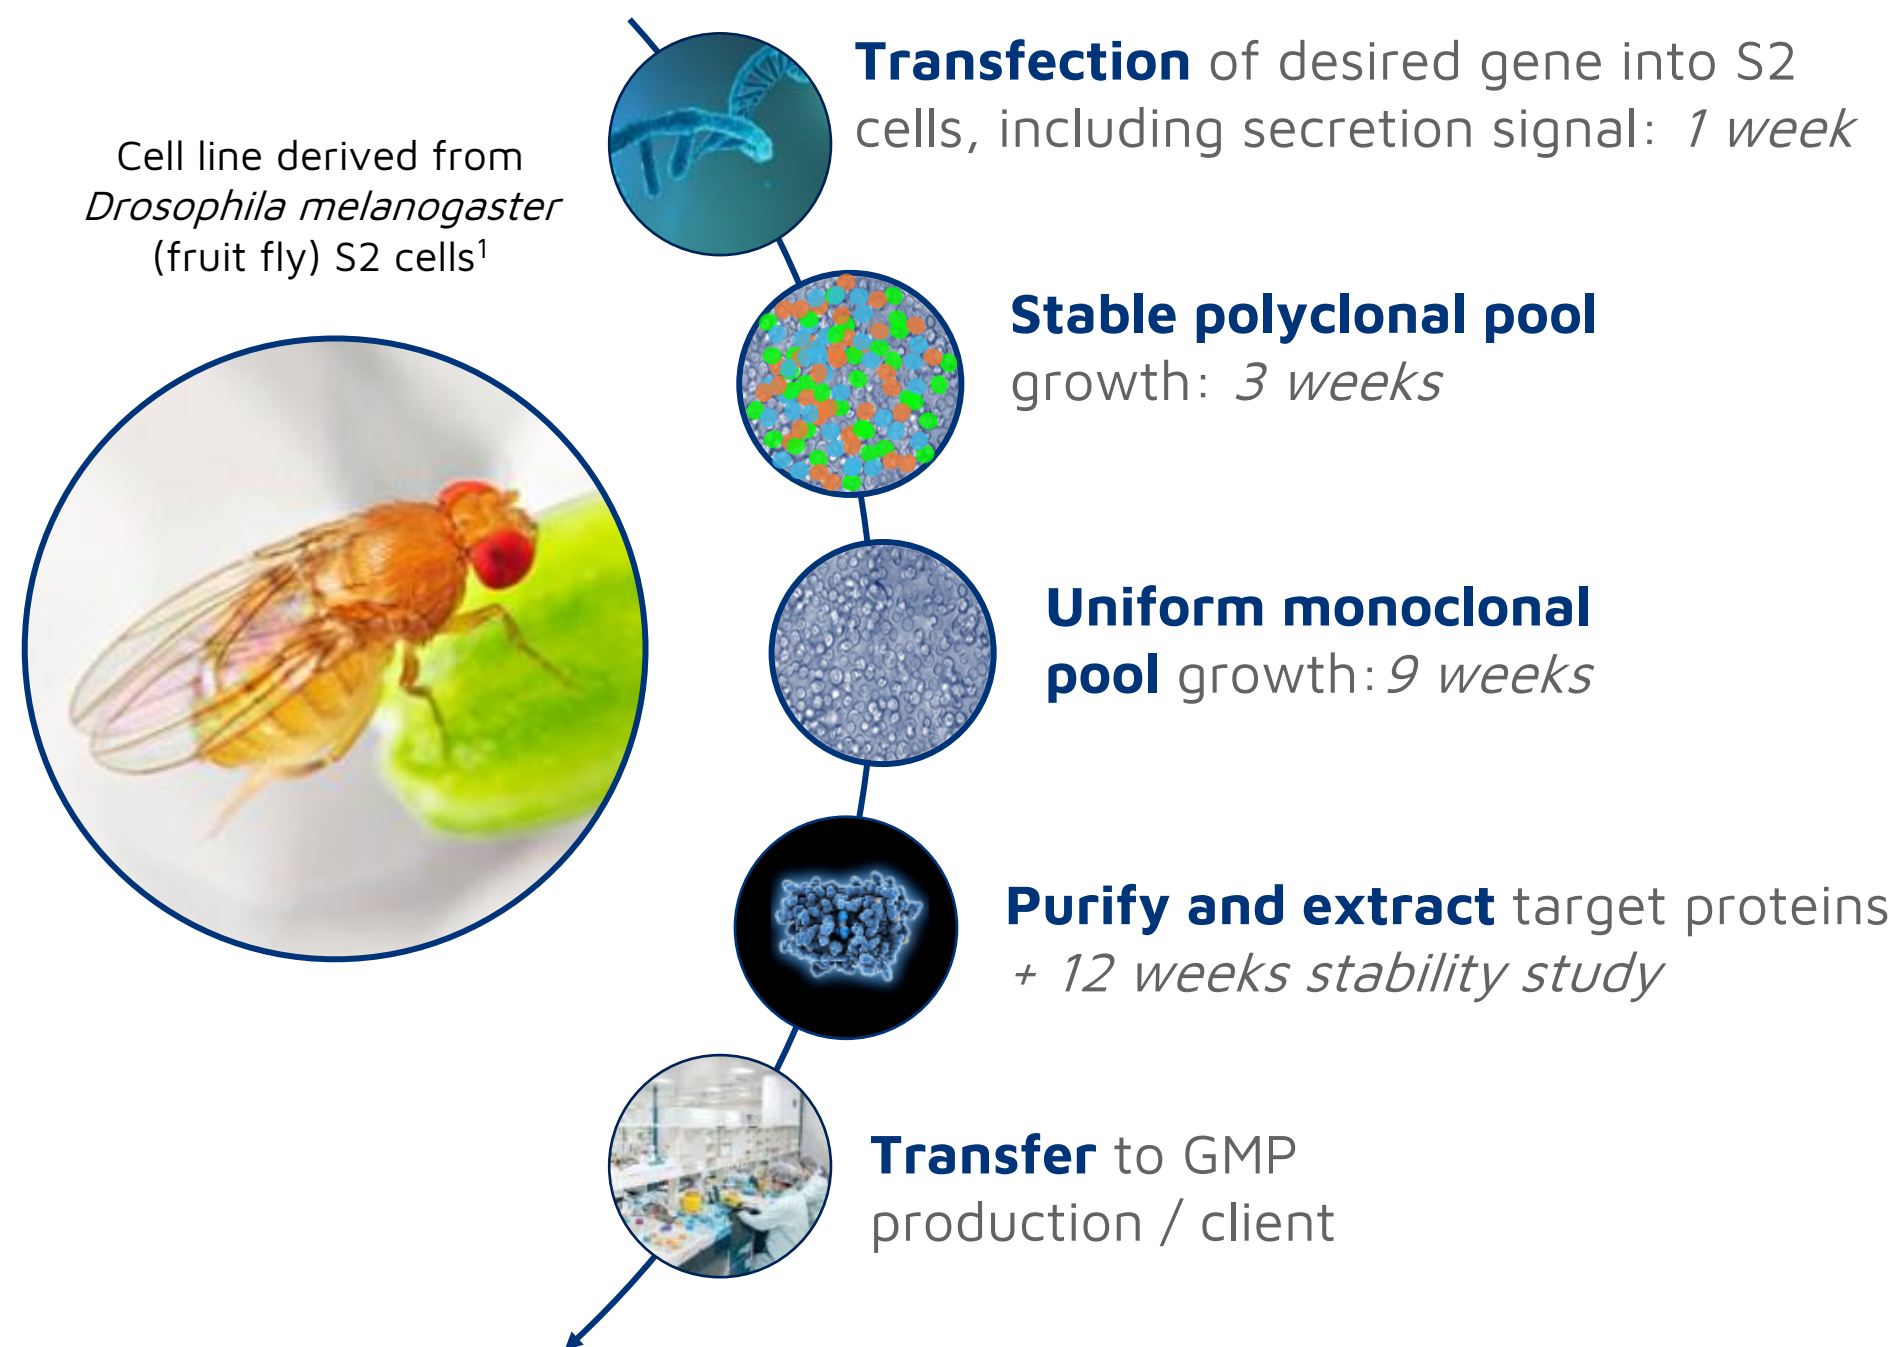 Cell line derived from
Drosophila melanogaster
(fruit fly) S2 cells¹
Transfection of desired gene into S2
cells, including secretion signal: 1 week
Stable polyclonal pool
growth: 3 weeks
Uniform monoclonal
pool growth: 9 weeks
Purify and extract target proteins
+ 12 weeks stability study
Transfer to GMP
production / client